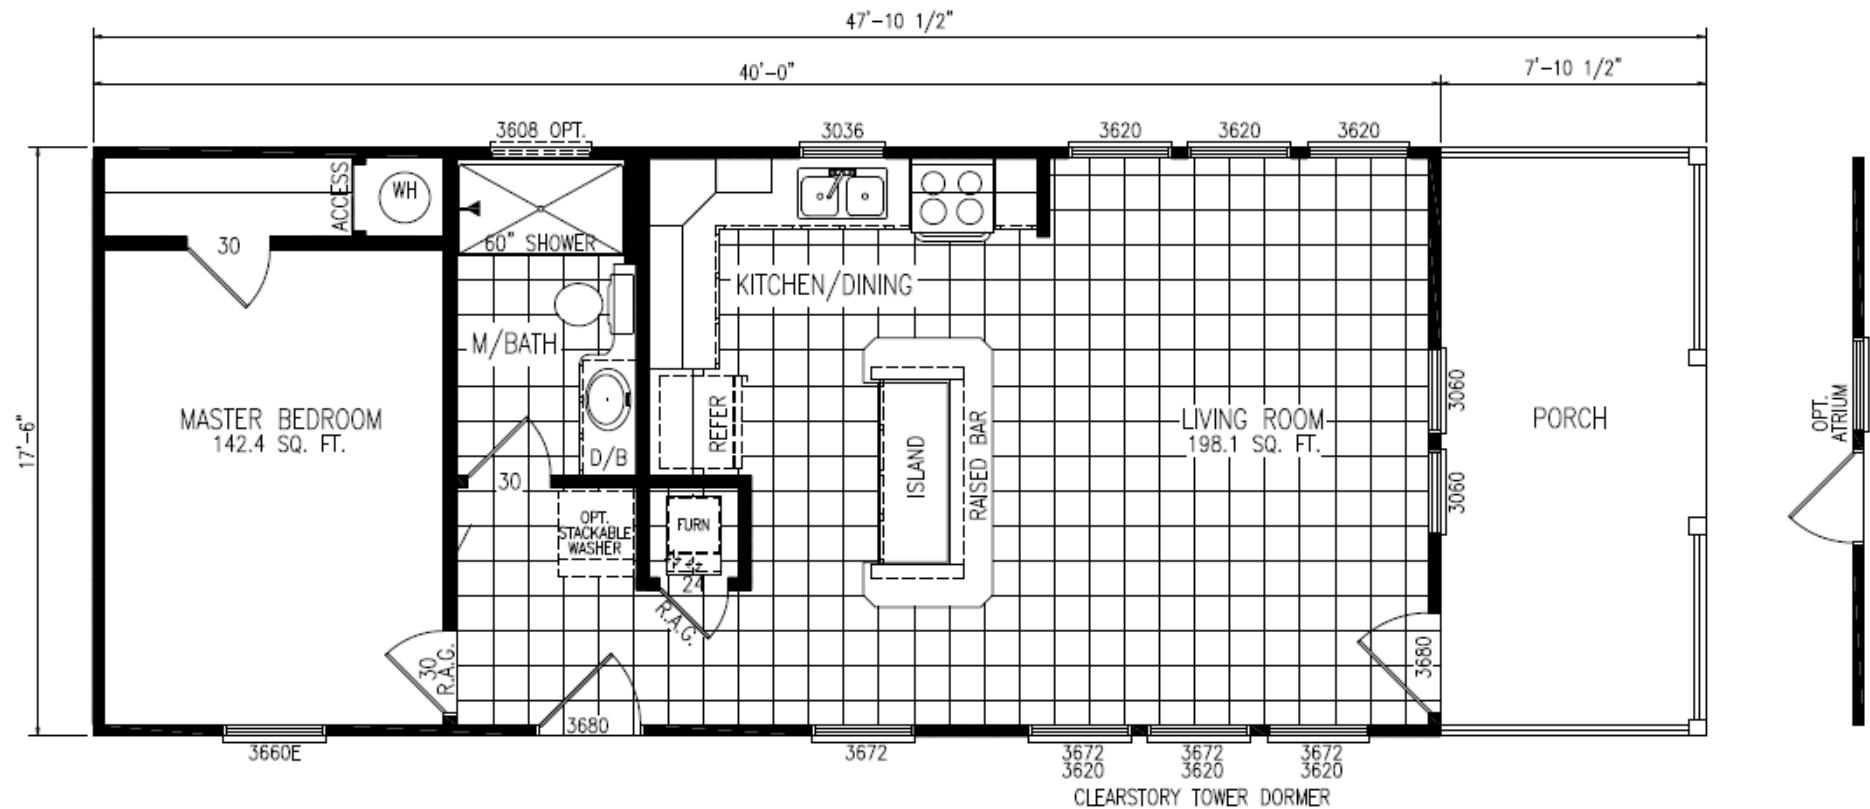 47'-10 1/2"
40'-0"
7'-10 1/2"
3608 OPT.
3036
3620
3620
3620
17'-6"
ACCESS
WH
30
60" SHOWER
KITCHEN/DINING
M/BATH
MASTER BEDROOM
142.4 SQ. FT.
D/B
REFER
ISLAND
RAISED BAR
LIVING ROOM
198.1 SQ. FT.
3060
3060
PORCH
OPT.
ATRIUM
30
OPT.
STACKABLE
WASHER
FURN
24
R.A.G.
30
R.A.G.
3680
3680
3660E
3672
3672
3620
3672
3620
3672
3620
CLEARSTORY TOWER DORMER